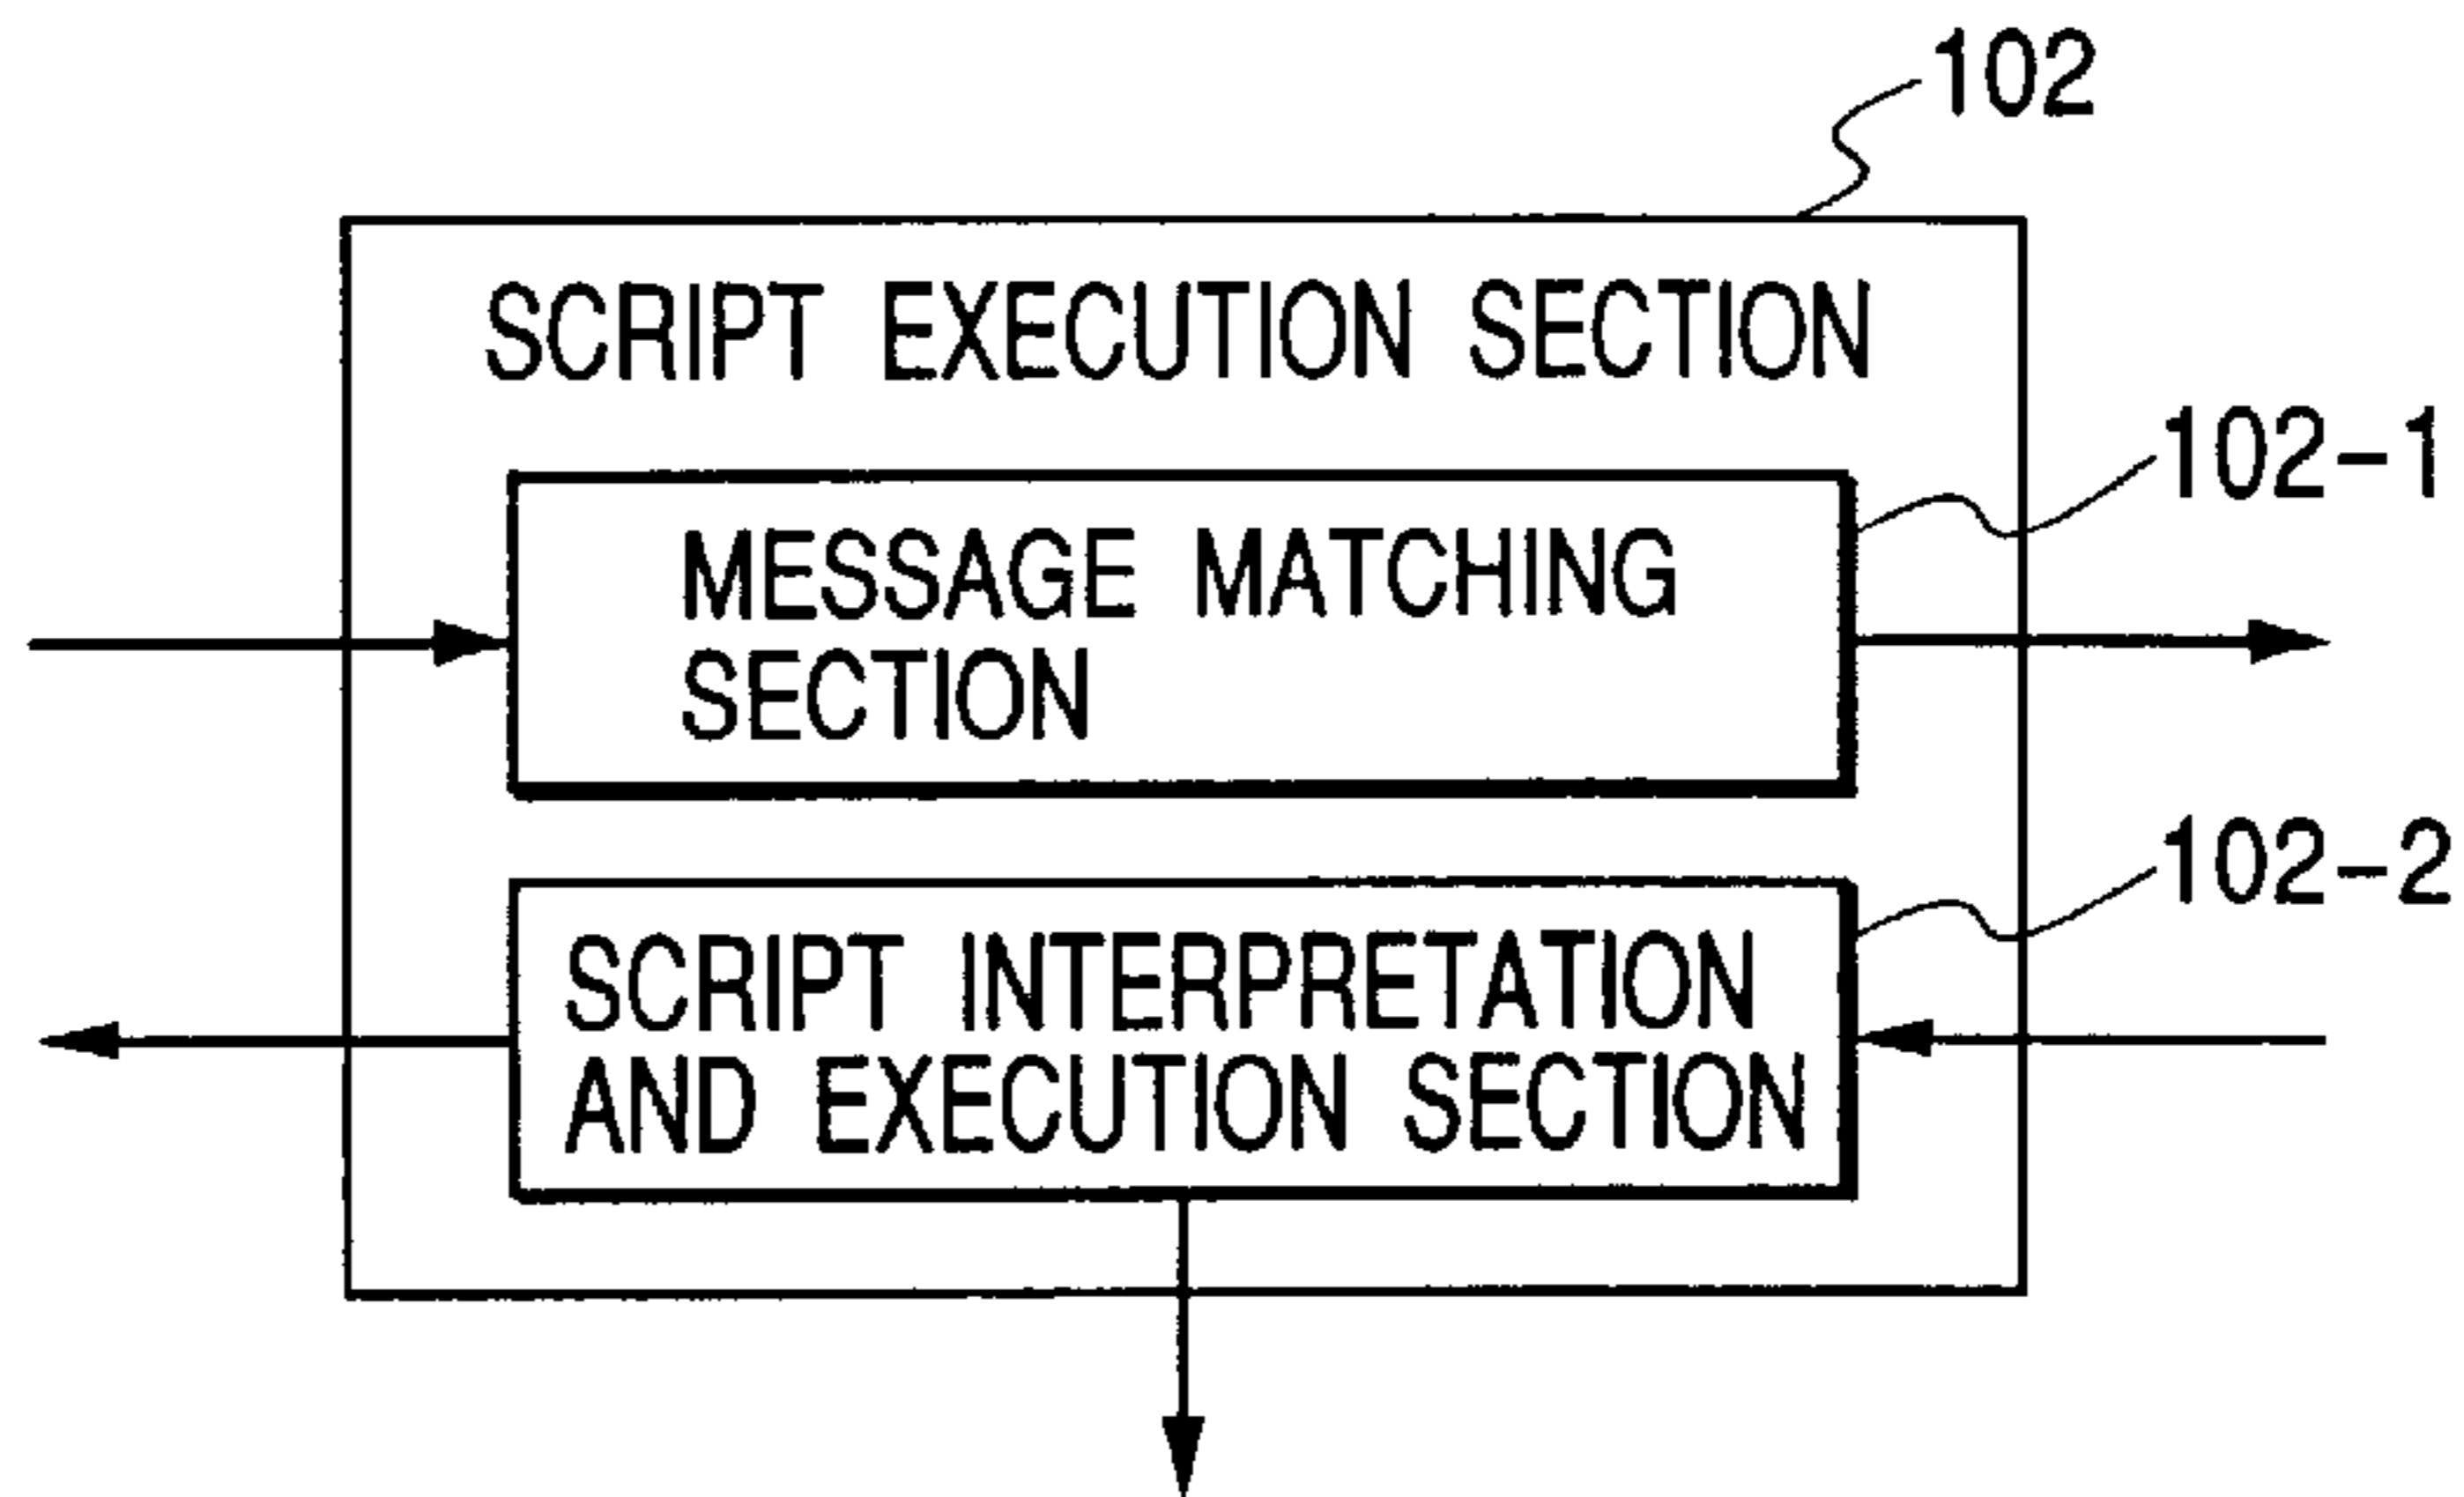 102
SCRIPT EXECUTION SECTION
102-1
MESSAGE MATCHING
SECTION
102-2
SCRIPT INTERPRETATION
AND EXECUTION SECTION